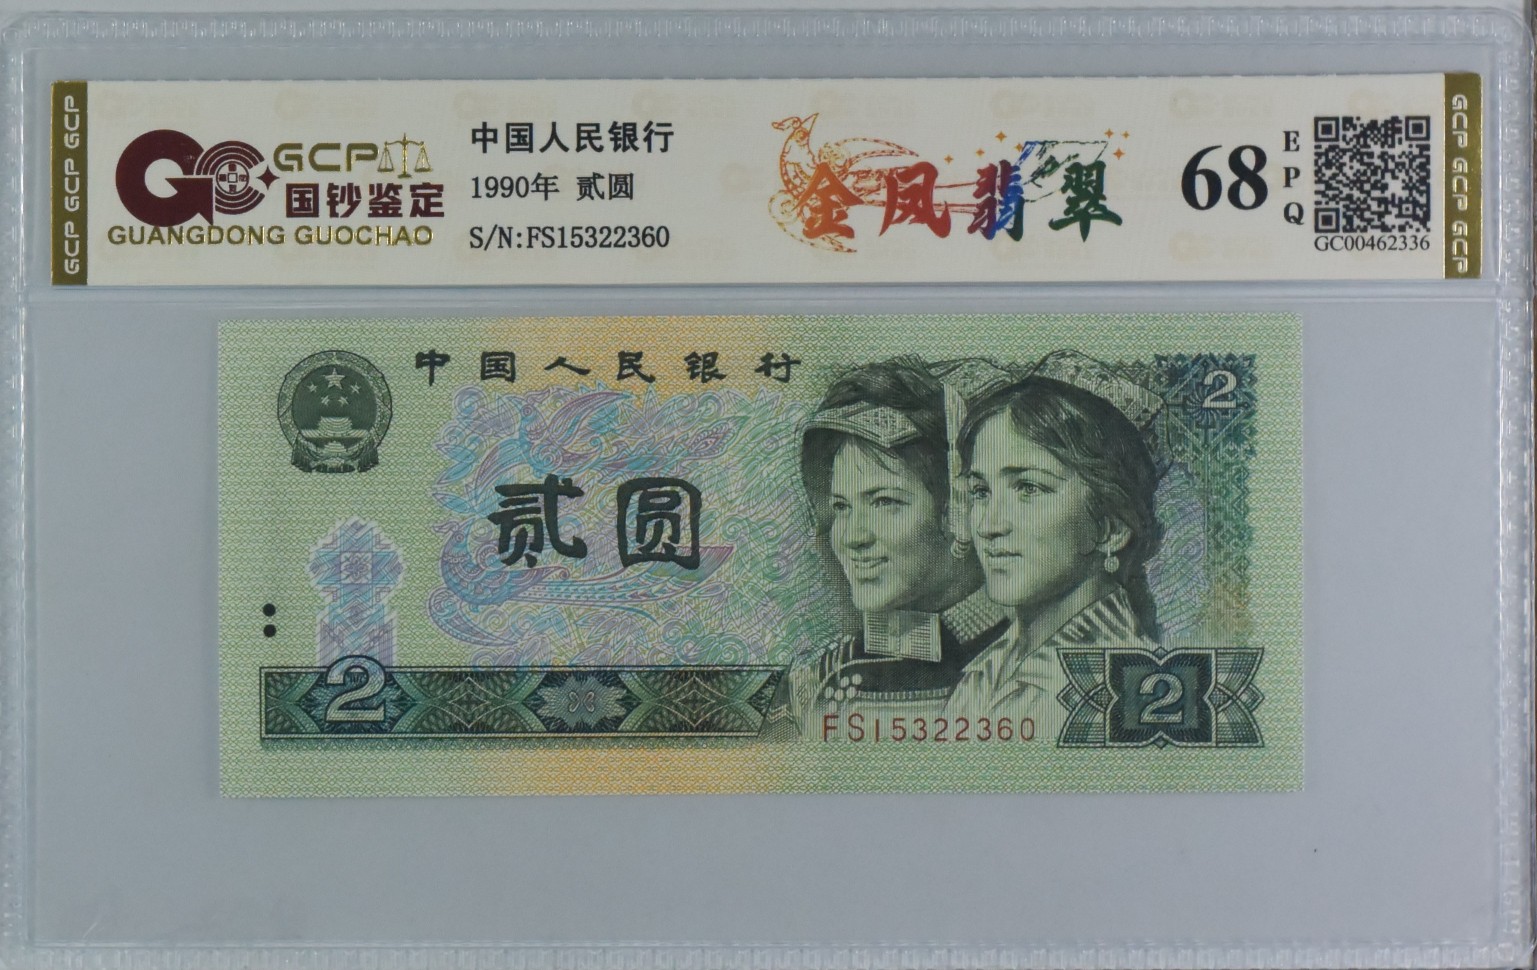 GCP GCP GCP
GCP
国钞鉴定
GUANGDONG GUOCHAO
中国人民银行
1990年 贰圆
S/N:FS15322360
金凤翡翠
68
EPQ
GC00462336
GCP GCP GCP
中国人民银行
2
贰圆
2
FS15322360
2